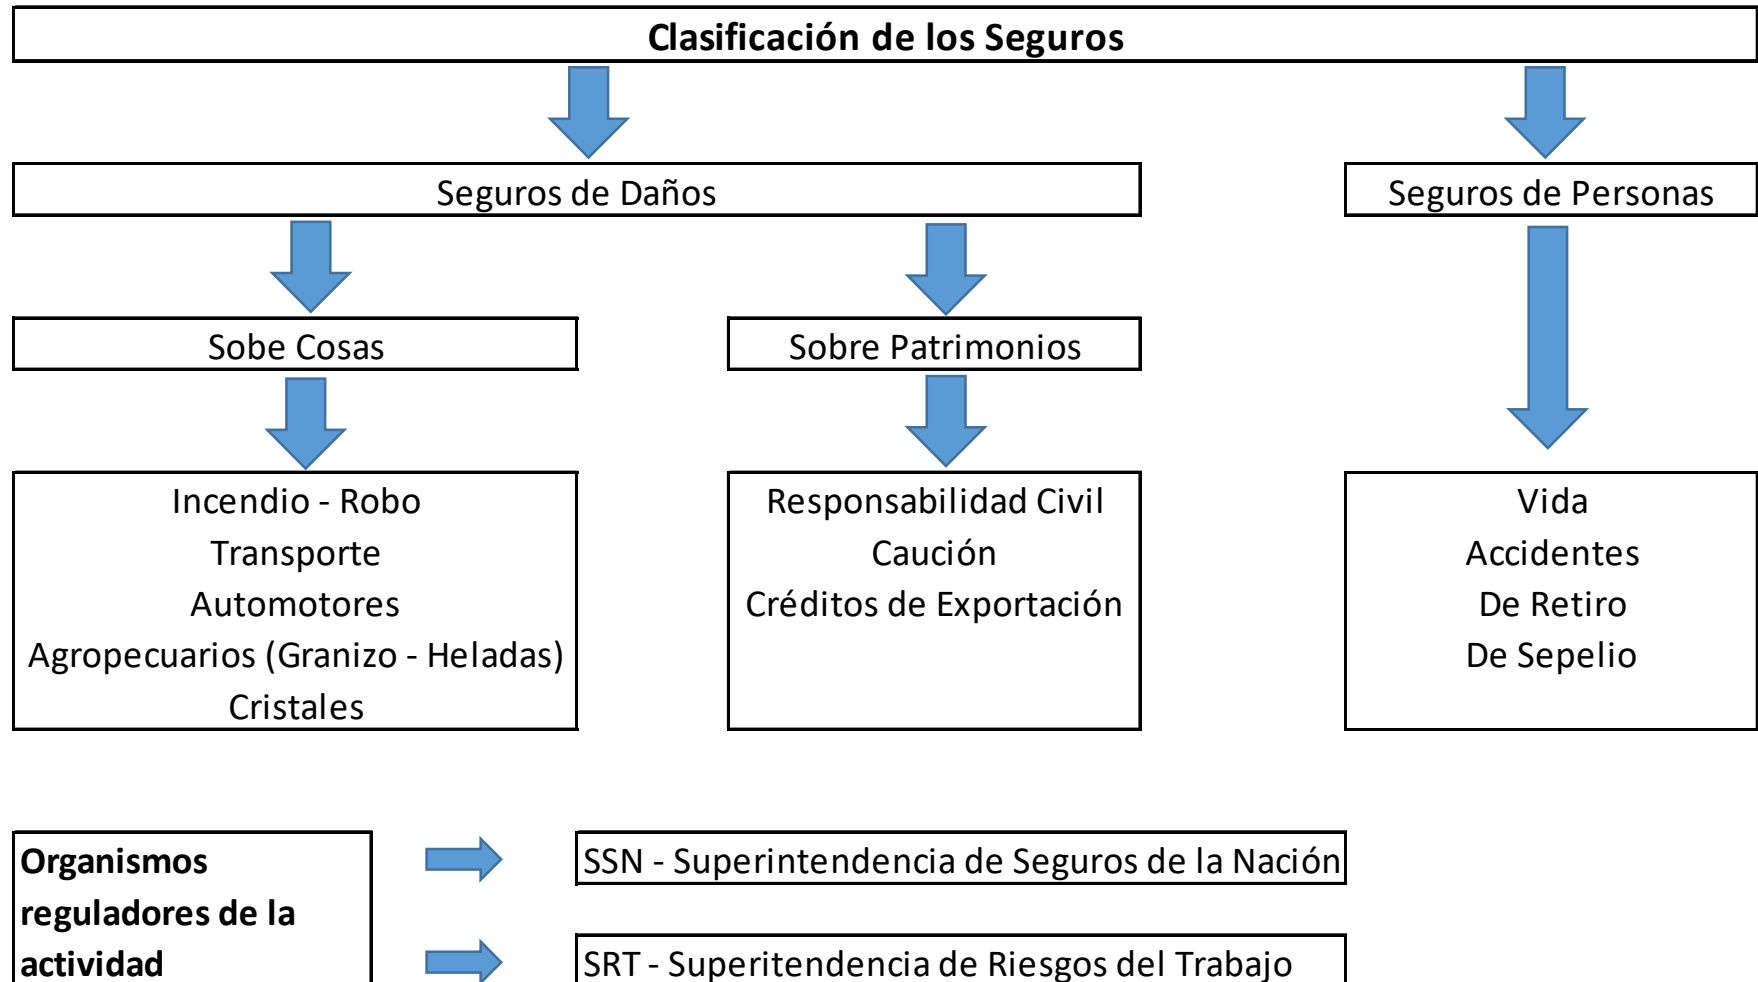 Clasificación de los Seguros
Seguros de Daños
Seguros de Personas
Sobe Cosas
Sobre Patrimonios
Incendio - Robo
Transporte
Automotores
Agropecuarios (Granizo - Heladas)
Cristales
Responsabilidad Civil
Caución
Créditos de Exportación
Vida
Accidentes
De Retiro
De Sepelio
Organismos
reguladores de la
actividad
SSN - Superintendencia de Seguros de la Nación
SRT - Superitendencia de Riesgos del Trabajo